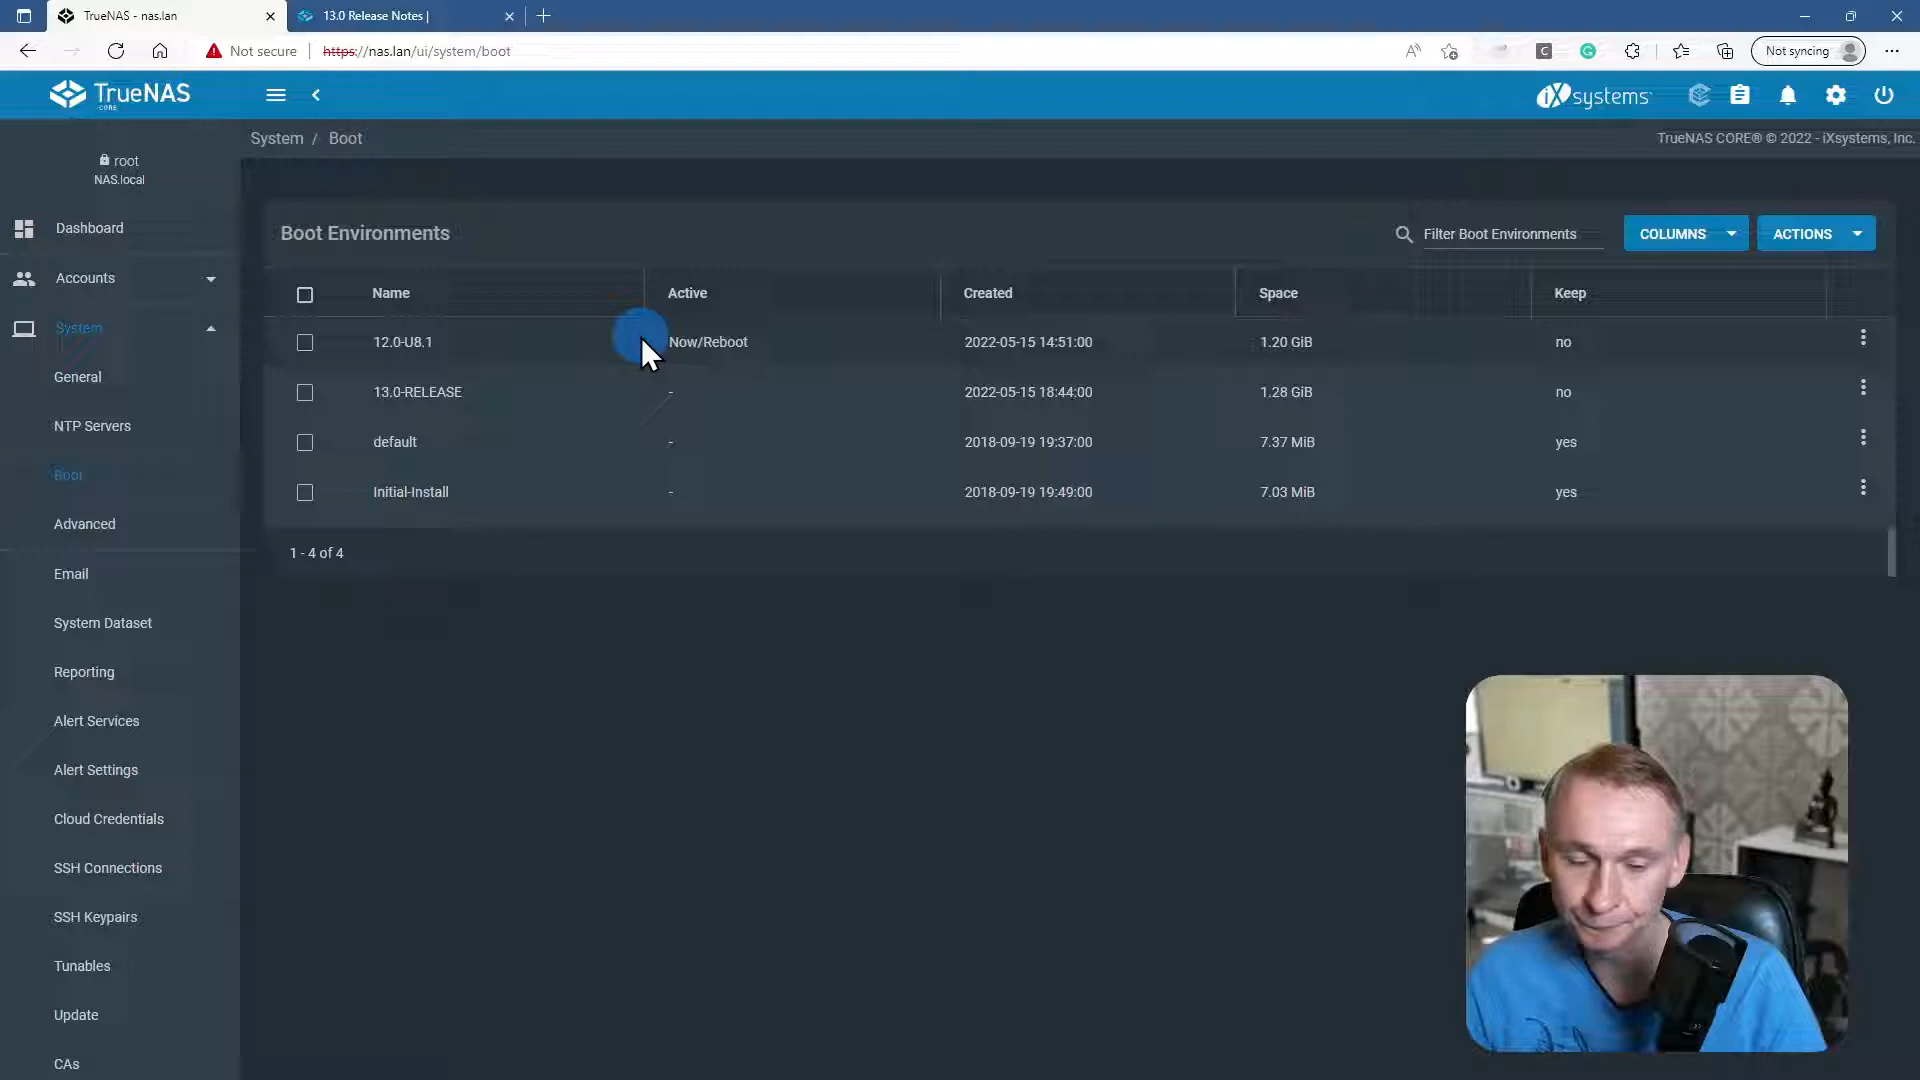 TrueNAS - nas.lan
13.0 Release Notes |
Not secure
https://nas.lan/ui/system/boot
Not syncing
TrueNAS
CORE
iXsystems
System / Boot
TrueNAS CORE® © 2022 - iXsystems, Inc.
root
NAS.local
Dashboard
Accounts
System
General
NTP Servers
Boot
Advanced
Email
System Dataset
Reporting
Alert Services
Alert Settings
Cloud Credentials
SSH Connections
SSH Keypairs
Tunables
Update
CAs
Boot Environments
Filter Boot Environments
COLUMNS
ACTIONS
Name Active Created Space Keep
12.0-U8.1 Now/Reboot 2022-05-15 14:51:00 1.20 GiB no
13.0-RELEASE - 2022-05-15 18:44:00 1.28 GiB no
default - 2018-09-19 19:37:00 7.37 MiB yes
Initial-Install - 2018-09-19 19:49:00 7.03 MiB yes
1 - 4 of 4